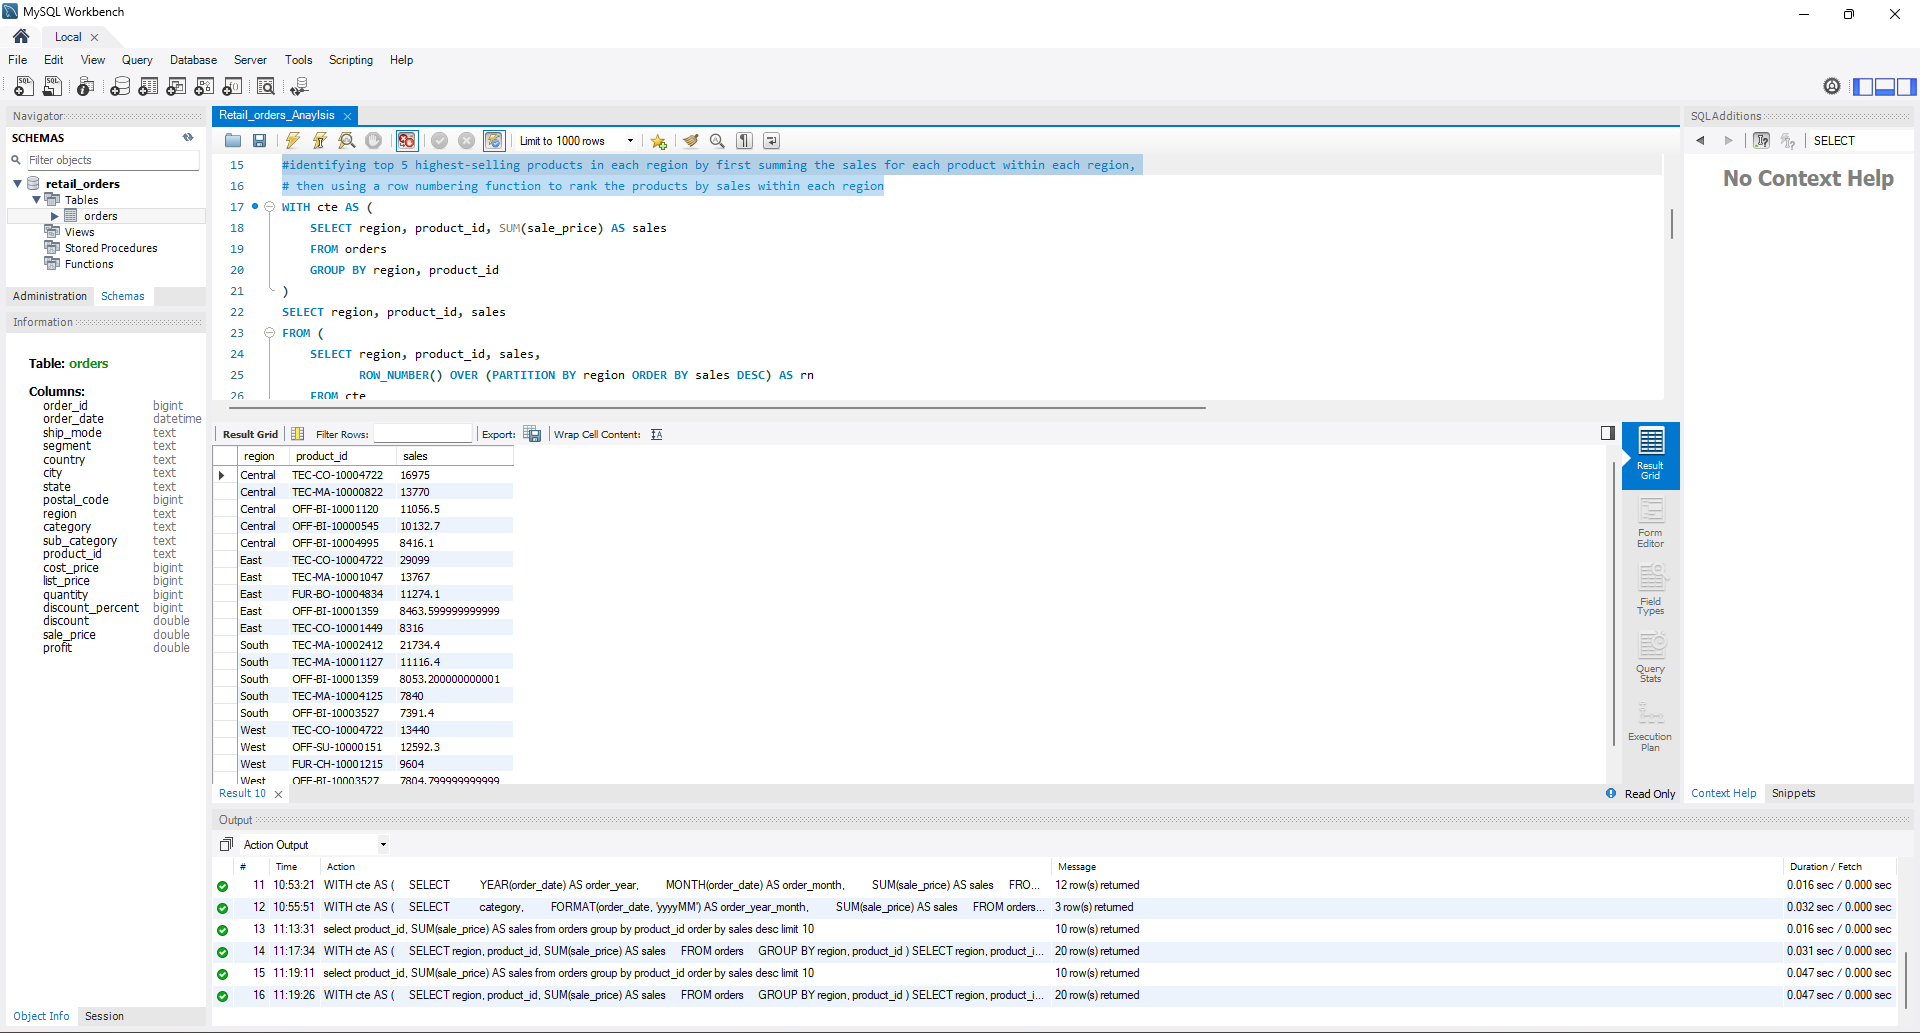 MySQL Workbench
Local
File Edit View Query Database Server Tools Scripting Help
Navigator
SCHEMAS
Filter objects
retail_orders
Tables
orders
Views
Stored Procedures
Functions
Administration Schemas
Information
Table: orders
Columns:
order_id bigint
order_date datetime
ship_mode text
segment text
country text
city text
state text
postal_code bigint
region text
category text
sub_category text
product_id text
cost_price bigint
list_price bigint
quantity bigint
discount_percent bigint
discount double
sale_price double
profit double
Object Info Session
Retail_orders_Anaylsis
Limit to 1000 rows
15 #identifying top 5 highest-selling products in each region by first summing the sales for each product within each region,
16 # then using a row numbering function to rank the products by sales within each region
17 WITH cte AS (
18 SELECT region, product_id, SUM(sale_price) AS sales
19 FROM orders
20 GROUP BY region, product_id
21 )
22 SELECT region, product_id, sales
23 FROM (
24 SELECT region, product_id, sales,
25 ROW_NUMBER() OVER (PARTITION BY region ORDER BY sales DESC) AS rn
26 FROM cte
Result Grid Filter Rows: Export: Wrap Cell Content:
region product_id sales
Central TEC-CO-10004722 16975
Central TEC-MA-10000822 13770
Central OFF-BI-10001120 11056.5
Central OFF-BI-10000545 10132.7
Central OFF-BI-10004995 8416.1
East TEC-CO-10004722 29099
East TEC-MA-10001047 13767
East FUR-BO-10004834 11274.1
East OFF-BI-10001359 8463.599999999999
East TEC-CO-10001449 8316
South TEC-MA-10002412 21734.4
South TEC-MA-10001127 11116.4
South OFF-BI-10001359 8053.200000000001
South TEC-MA-10004125 7840
South OFF-BI-10003527 7391.4
West TEC-CO-10004722 13440
West OFF-SU-10000151 12592.3
West FUR-CH-10001215 9604
West OFF-BI-10003527 7804.799999999999
Result Grid
Form Editor
Field Types
Query Stats
Execution Plan
Result 10
Read Only
SQLAdditions
SELECT
No Context Help
Context Help Snippets
Output
Action Output
# Time Action Message Duration / Fetch
11 10:53:21 WITH cte AS ( SELECT YEAR(order_date) AS order_year, MONTH(order_date) AS order_month, SUM(sale_price) AS sales FRO... 12 row(s) returned 0.016 sec / 0.000 sec
12 10:55:51 WITH cte AS ( SELECT category, FORMAT(order_date, 'yyyyMM') AS order_year_month, SUM(sale_price) AS sales FROM orders... 3 row(s) returned 0.032 sec / 0.000 sec
13 11:13:31 select product_id, SUM(sale_price) AS sales from orders group by product_id order by sales desc limit 10 10 row(s) returned 0.016 sec / 0.000 sec
14 11:17:34 WITH cte AS ( SELECT region, product_id, SUM(sale_price) AS sales FROM orders GROUP BY region, product_id ) SELECT region, product_i... 20 row(s) returned 0.031 sec / 0.000 sec
15 11:19:11 select product_id, SUM(sale_price) AS sales from orders group by product_id order by sales desc limit 10 10 row(s) returned 0.047 sec / 0.000 sec
16 11:19:26 WITH cte AS ( SELECT region, product_id, SUM(sale_price) AS sales FROM orders GROUP BY region, product_id ) SELECT region, product_i... 20 row(s) returned 0.047 sec / 0.000 sec